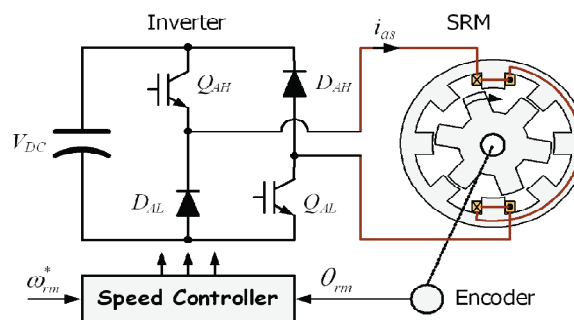 Inverter
i_as
SRM
Q_AH
D_AH
V_DC
D_AL
Q_AL
ω*_rm
Speed Controller
θ_rm
Encoder